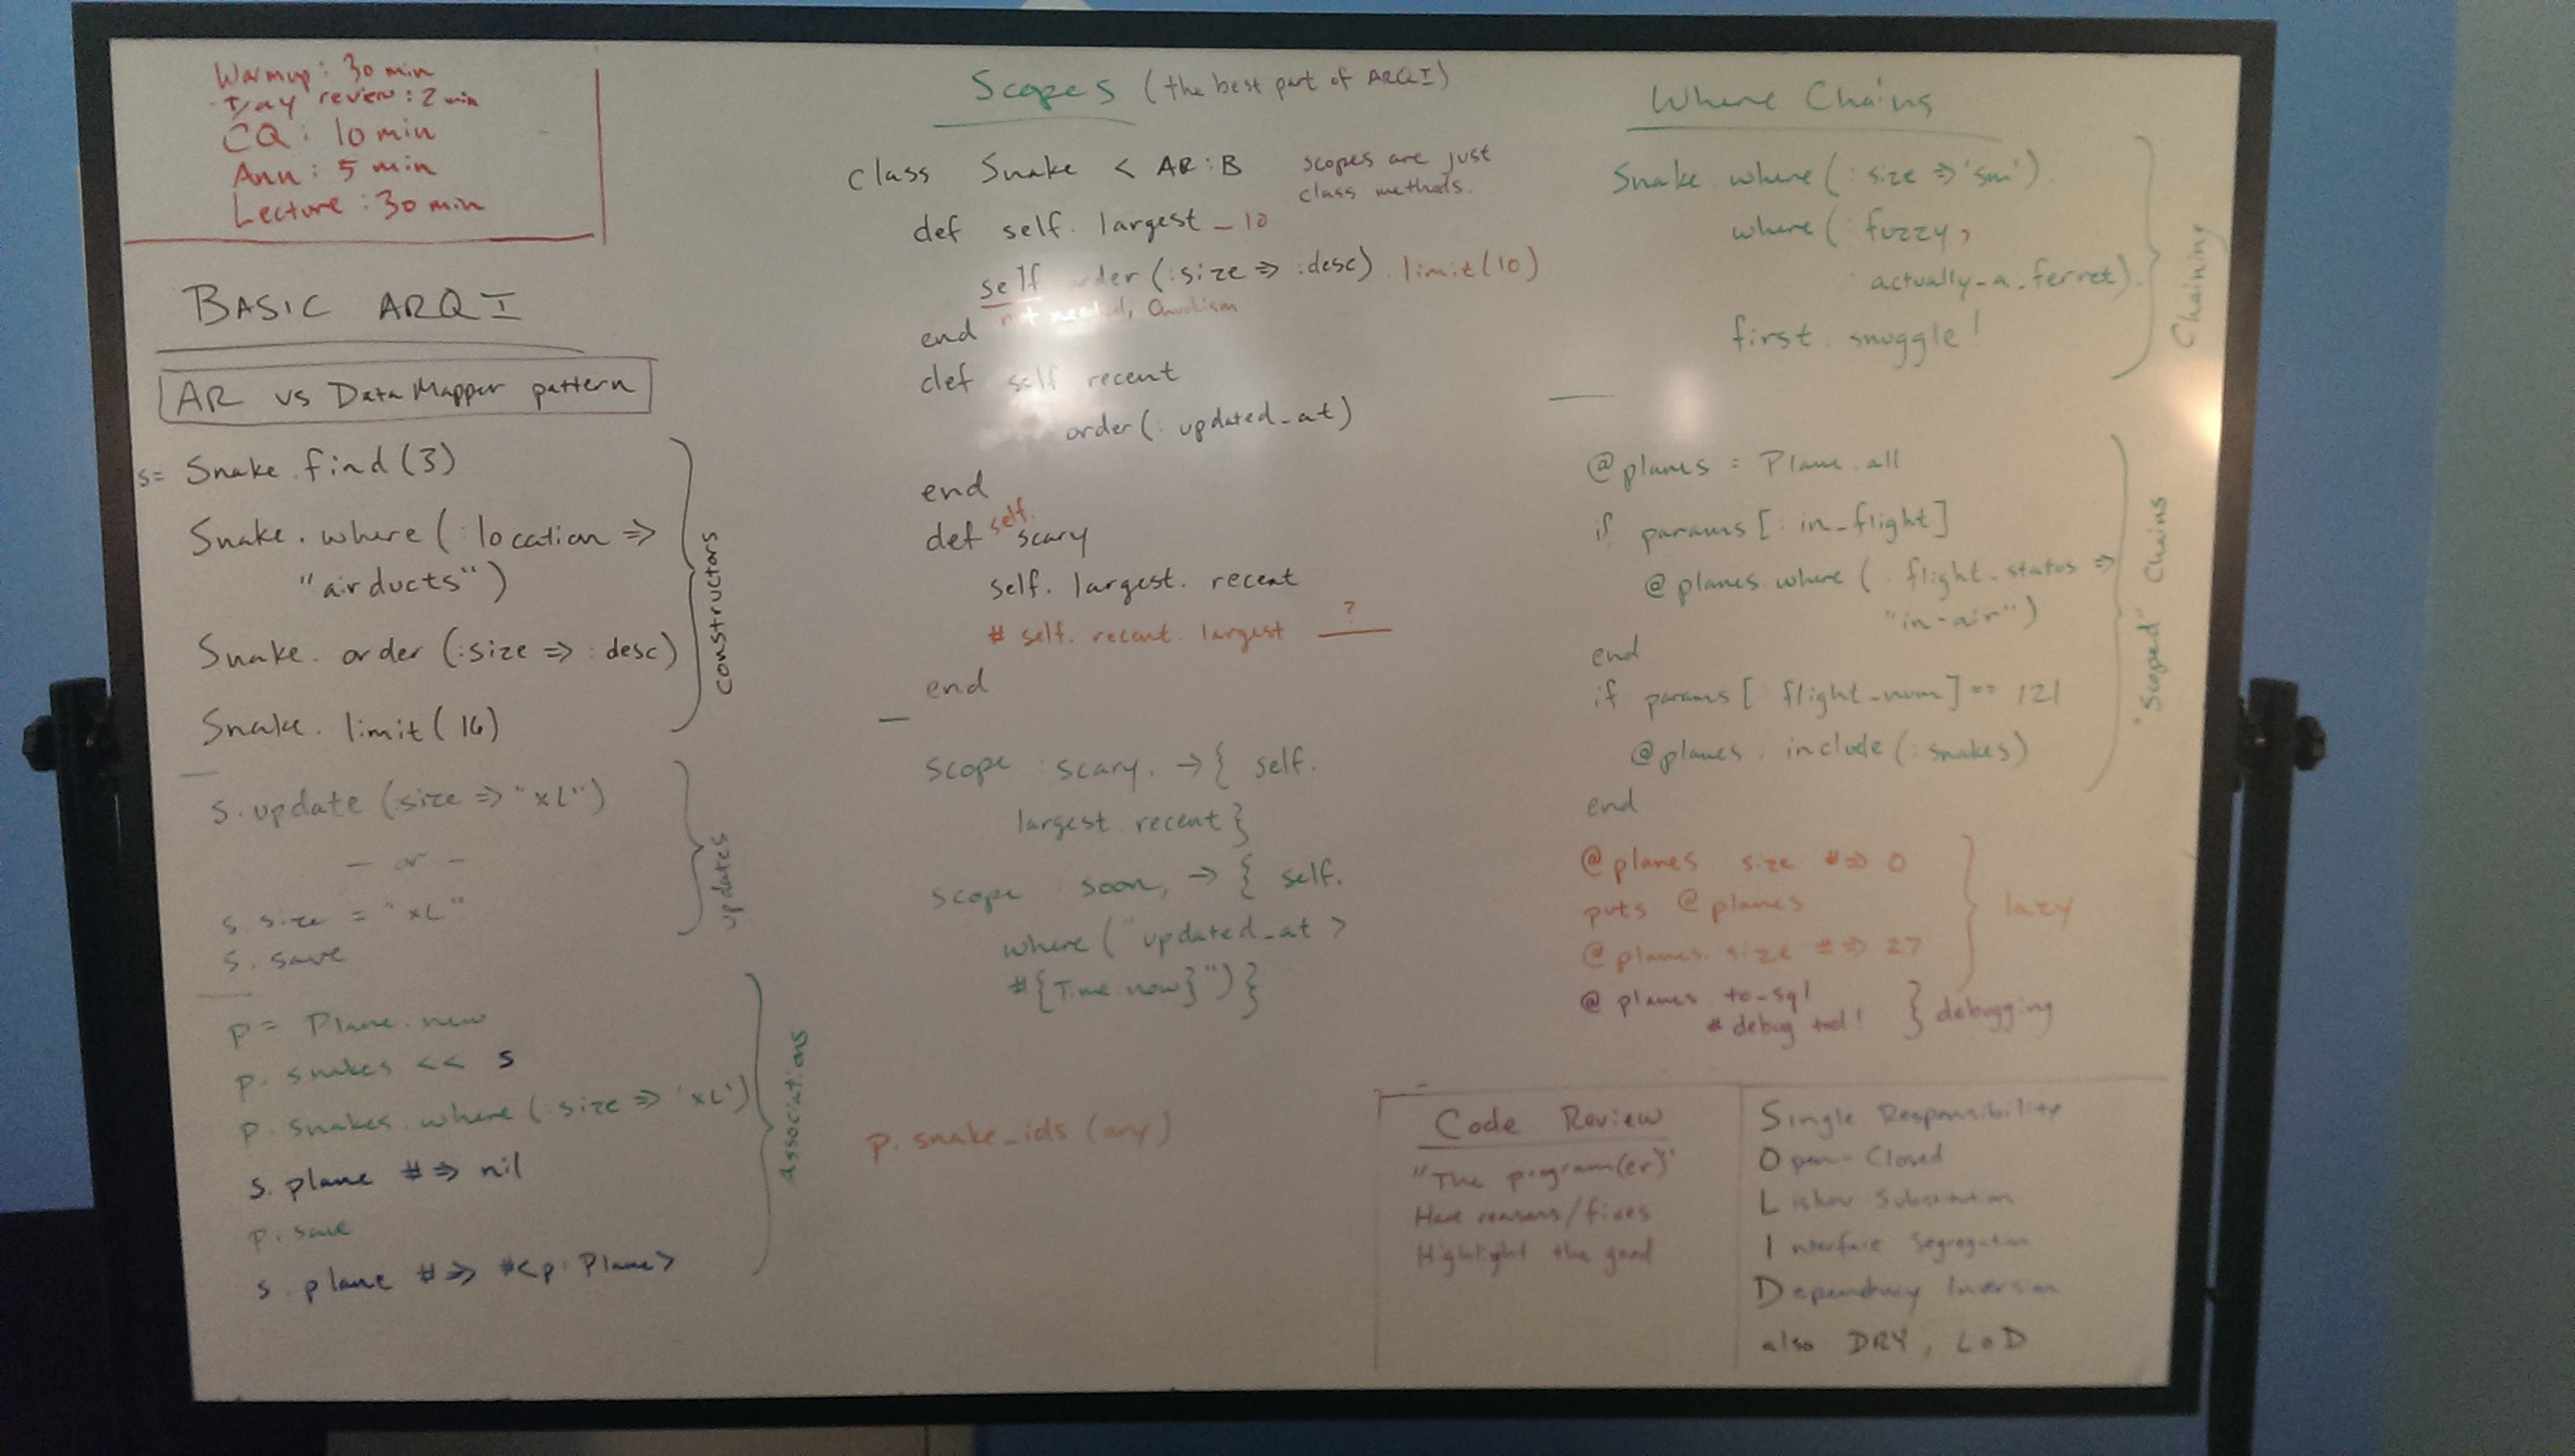 Warmup: 30 min
T/ay review: 2 min
CQ: 10 min
Ann: 5 min
Lecture: 30 min
BASIC ARQI
AR vs DataMapper pattern
s= Snake.find(3)
Snake.where(:location =>
"airducts")
Snake.order(:size => :desc)
Snake.limit(16)
constructors
s.update(:size => "XL")
- or -
s.size = "XL"
s.save
updates
p = Plane.new
p.snakes << s
p.snakes.where(:size => 'XL')
s.plane #=> nil
p.save
s.plane #=> #<p:Plane>
Associations
Scopes (the best part of ARQI)
class Snake < AR:B
scopes are just
class methods.
def self.largest_10
self.order(:size => :desc).limit(10)
not needed, Chuckism
end
def self.recent
order(:updated_at)
end
def self.scary
self.largest.recent
# self.recent.largest ?
end
scope :scary, -> { self.
largest.recent }
scope :soon, -> { self.
where("updated_at >
#{Time.now}")}
p.snake_ids (any)
Where Chains
Snake.where(:size => 'sm').
where(:fuzzy,
:actually_a_ferret).
first.snuggle!
Chaining
@planes = Plane.all
if params[:in_flight]
@planes.where(:flight.status =>
"in-air")
end
if params[:flight_num] == 121
@planes.include(:snakes)
end
"Scoped" Chains
@planes.size #=> 0
puts @planes
@planes.size #=> 27
lazy
@planes.to_sql
# debug tool!
debugging
Code Review
"The program(er)"
Have reasons/fixes
Highlight the good
Single Responsibility
Open-Closed
Liskov Substitution
Interface Segregation
Dependency Inversion
also DRY, LoD